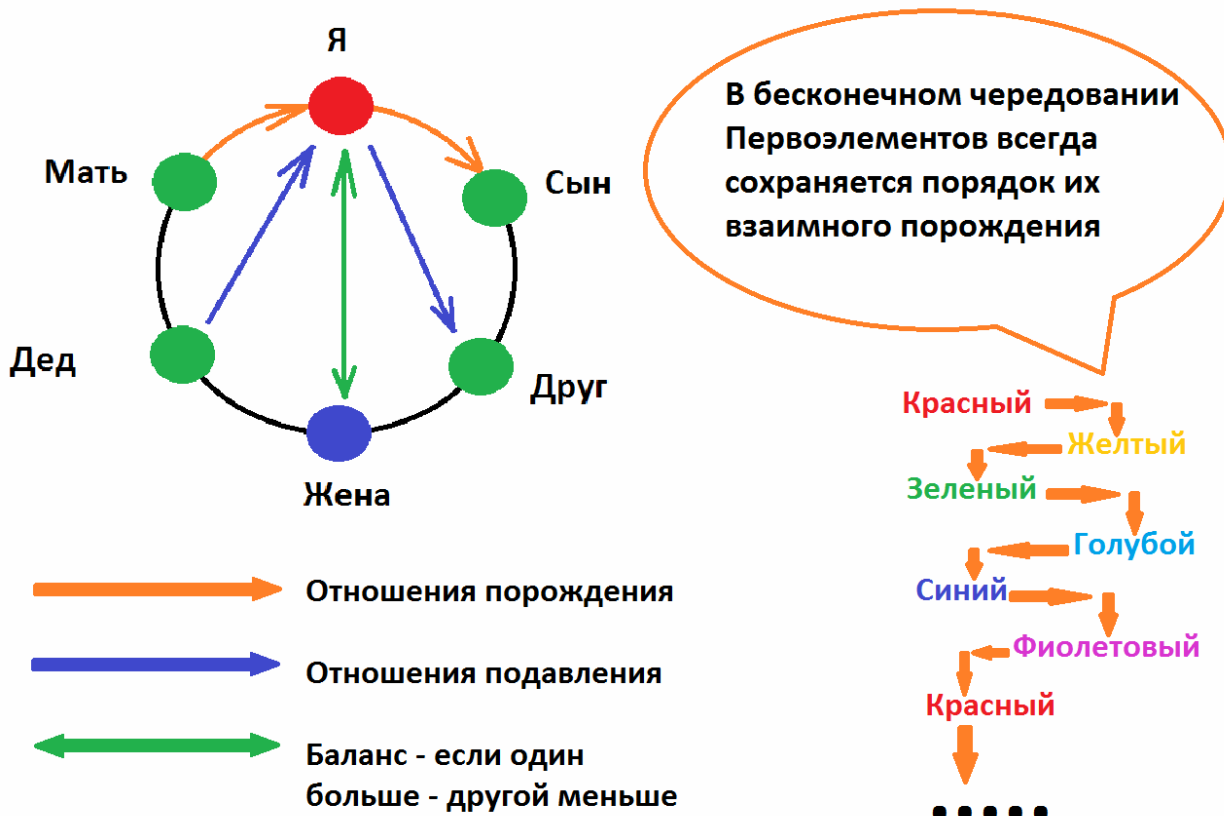 Я
Мать
Сын
Дед
Друг
Жена
Отношения порождения
Отношения подавления
Баланс - если один
больше - другой меньше
В бесконечном чередовании
Первоэлементов всегда
сохраняется порядок их
взаимного порождения
Красный
Желтый
Зеленый
Голубой
Синий
Фиолетовый
Красный
.....